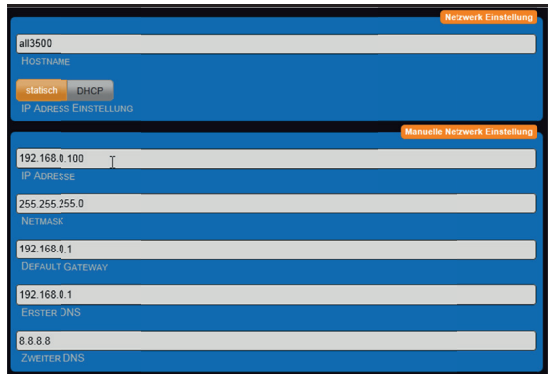 Netzwerk Einstellung
all3500
HOSTNAME
statisch DHCP
IP ADRESS EINSTELLUNG
Manuelle Netzwerk Einstellung
192.168.0.100
IP ADRESSE
255.255.255.0
NETMASK
192.168.0.1
DEFAULT GATEWAY
192.168.0.1
ERSTER DNS
8.8.8.8
ZWEITER DNS